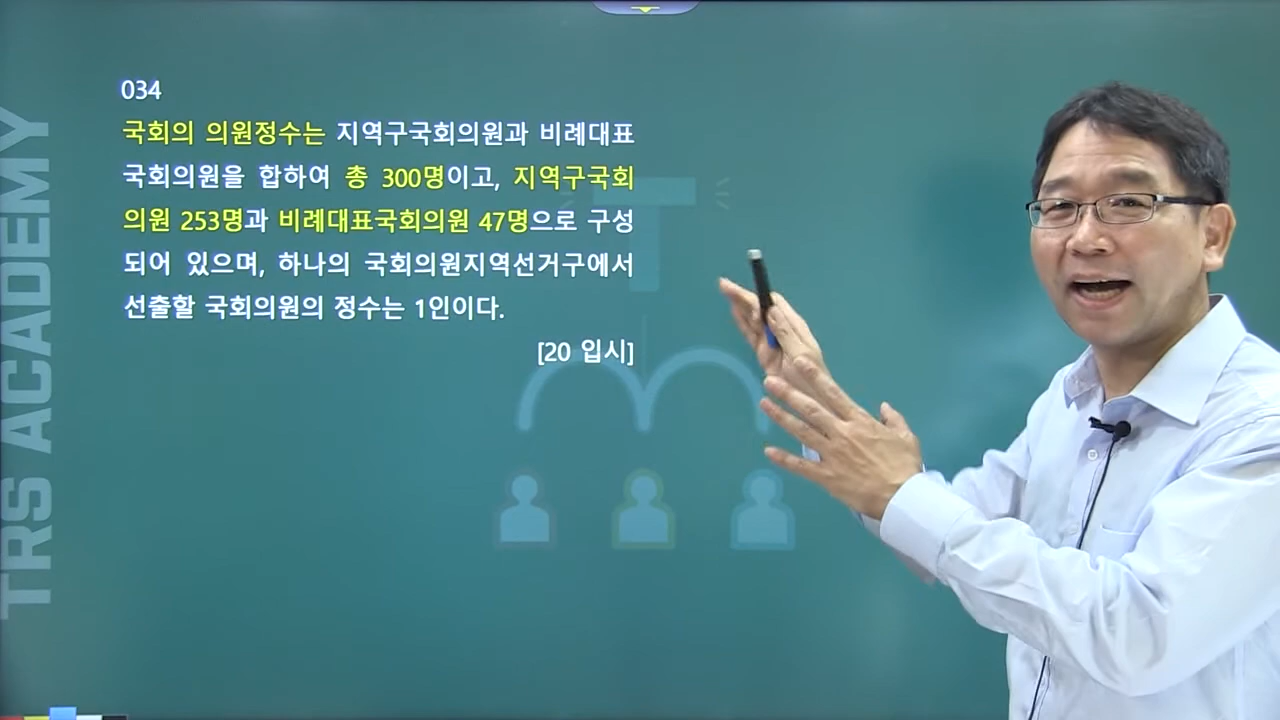 TRS ACADEMY
034
국회의 의원정수는 지역구국회의원과 비례대표
국회의원을 합하여 총 300명이고, 지역구국회
의원 253명과 비례대표국회의원 47명으로 구성
되어 있으며, 하나의 국회의원지역선거구에서
선출할 국회의원의 정수는 1인이다.
[20 입시]